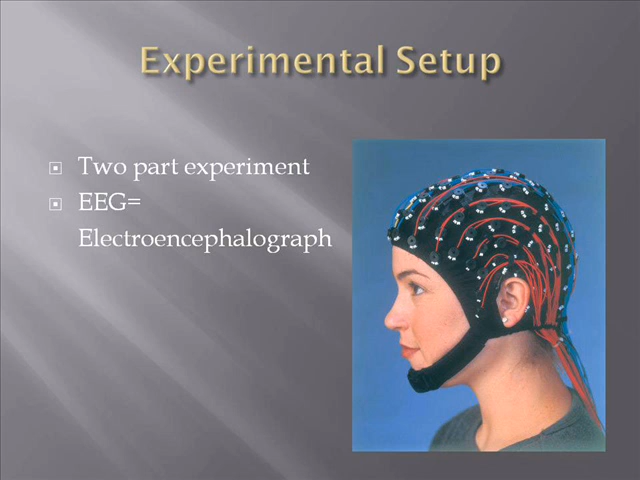 Experimental Setup
Two part experiment
EEG=
Electroencephalograph